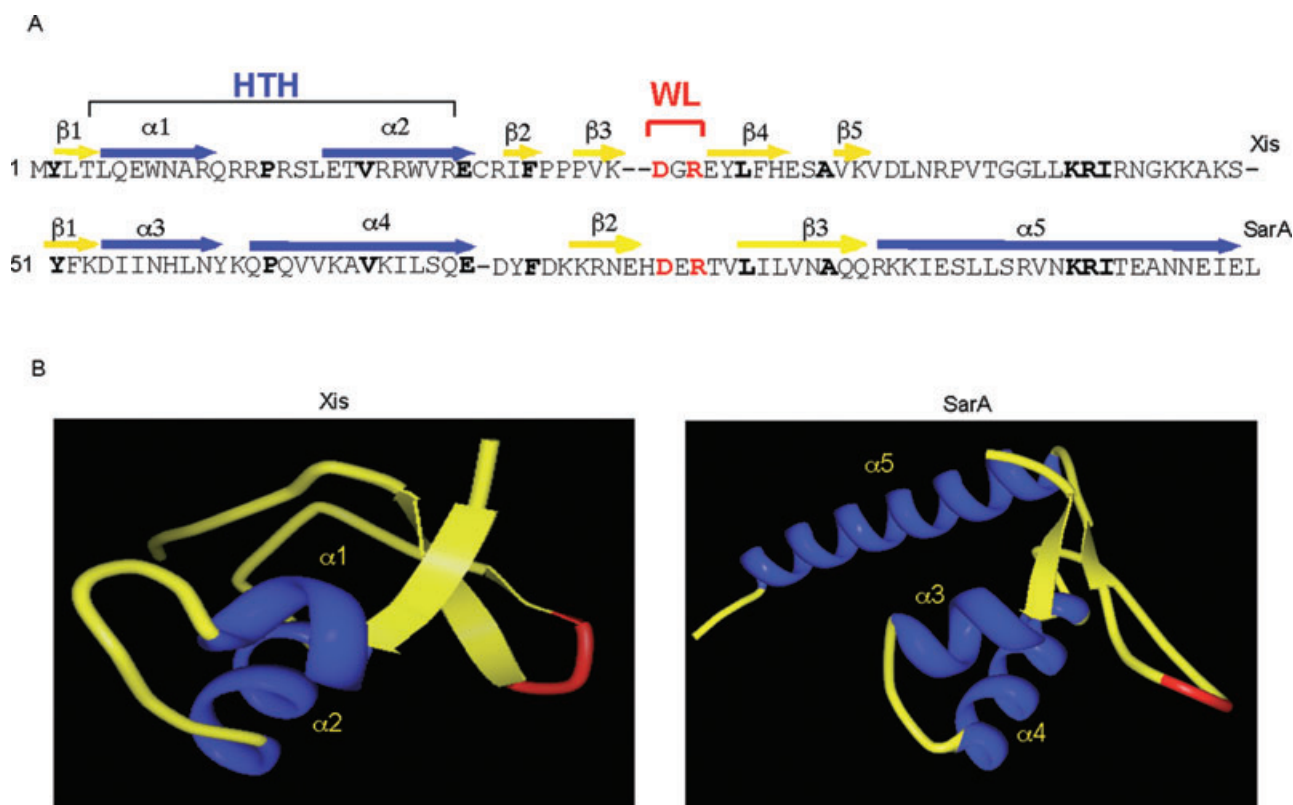 A
HTH
WL
β1 α1 α2 β2 β3 β4 β5
1 MYLTLQEWNARQRRPRSLETVRRWVRECRIFPPPVK--DGREYLFHESAVKVDLNRPVTGGLLKRIRNGKKAKS- Xis
β1 α3 α4 β2 β3 α5
51 YFKDIINHLNYKQPQVVKAVKILSQE-DYFDKKRNEHDERTVLILVNAQQRKKIESLLSRVNKRITEANNEIEL SarA
B
Xis SarA
α1
α2
α5
α3
α4